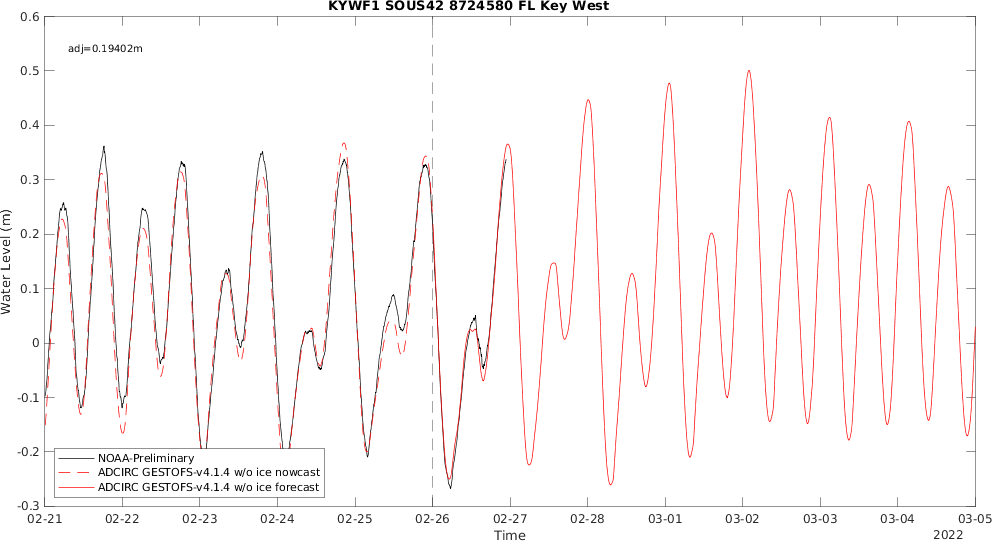 KYWF1 SOUS42 8724580 FL Key West
adj=0.19402m
0.6
0.5
0.4
0.3
0.2
0.1
0
-0.1
-0.2
-0.3
Water Level (m)
NOAA-Preliminary
ADCIRC GESTOFS-v4.1.4 w/o ice nowcast
ADCIRC GESTOFS-v4.1.4 w/o ice forecast
02-21 02-22 02-23 02-24 02-25 02-26 02-27 02-28 03-01 03-02 03-03 03-04 03-05
Time
2022